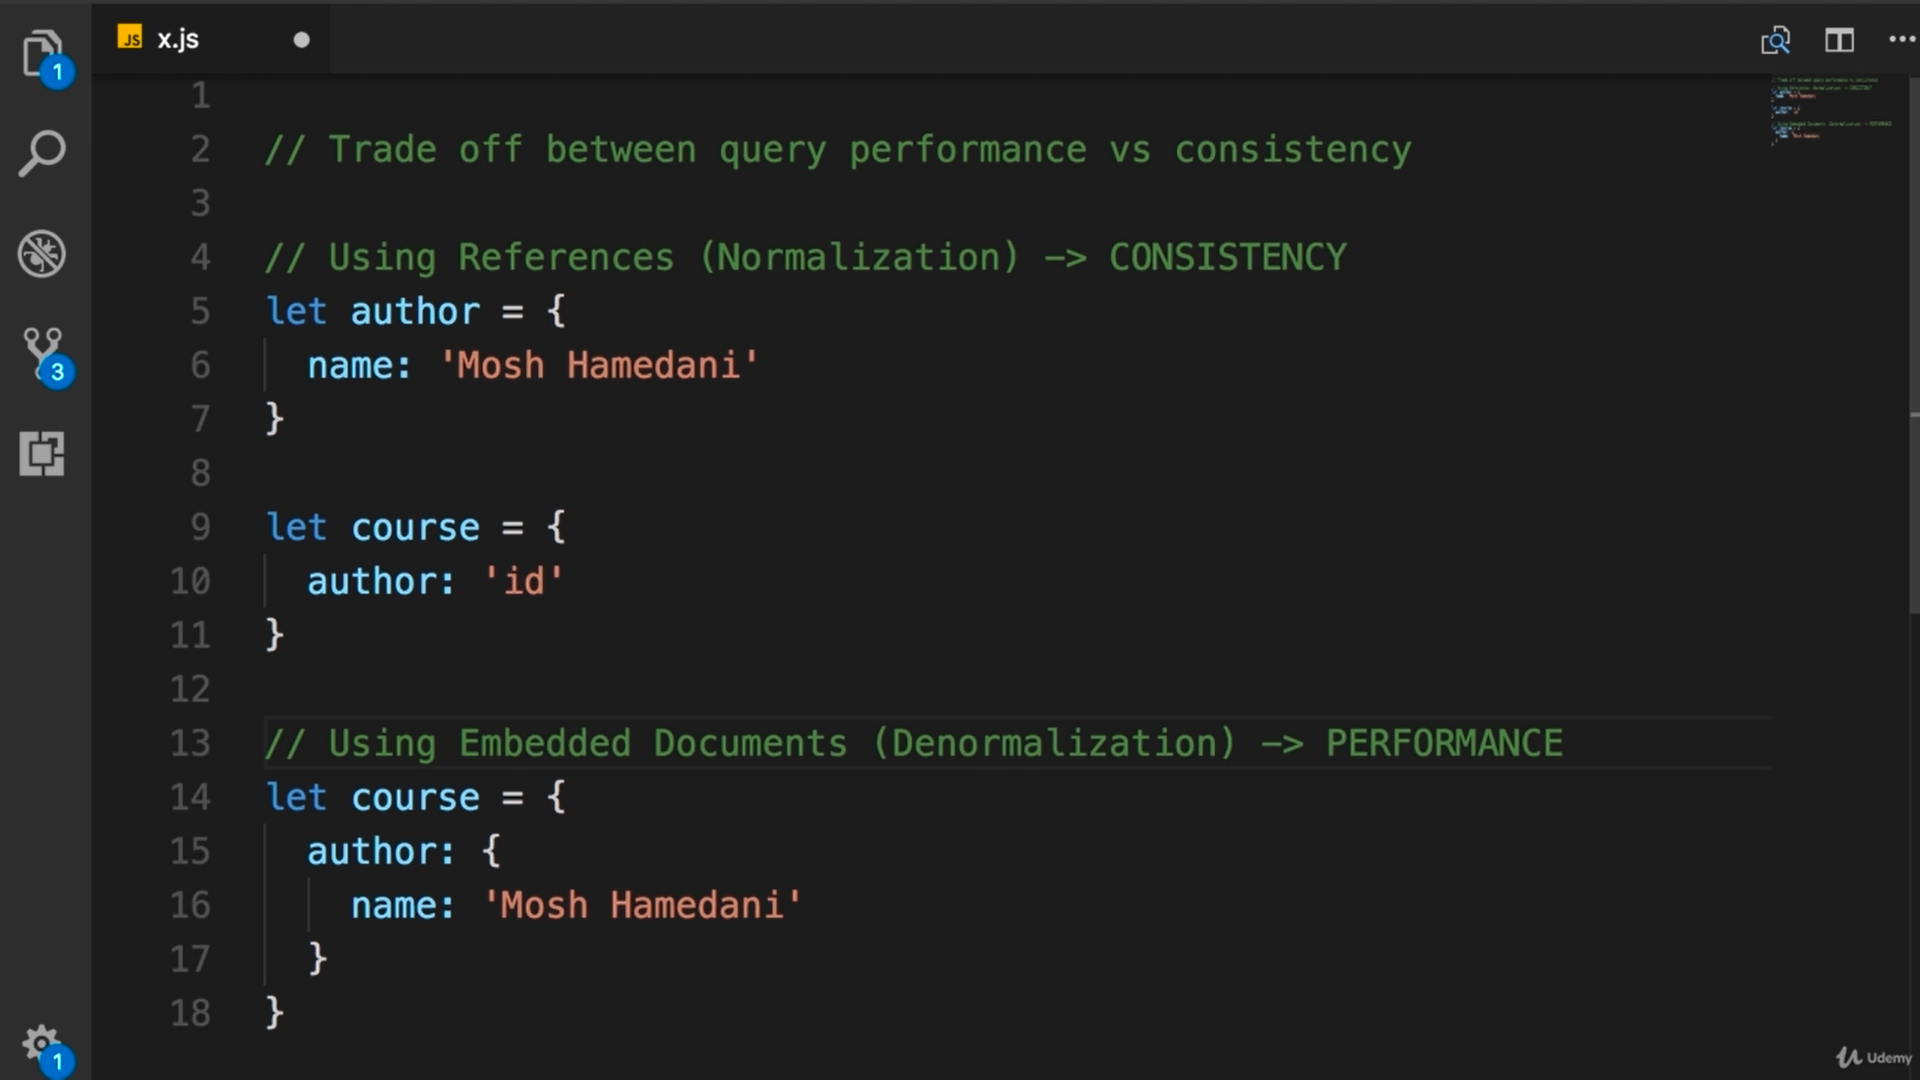 JS x.js
1
1
2 // Trade off between query performance vs consistency
3
4 // Using References (Normalization) -> CONSISTENCY
5 let author = {
6 name: 'Mosh Hamedani'
7 }
8
9 let course = {
10 author: 'id'
11 }
12
13 // Using Embedded Documents (Denormalization) -> PERFORMANCE
14 let course = {
15 author: {
16 name: 'Mosh Hamedani'
17 }
18 }
3
1
Udemy